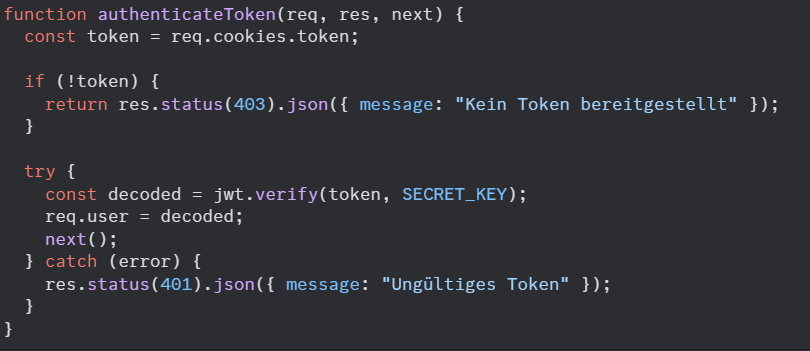 function authenticateToken(req, res, next) {
  const token = req.cookies.token;

  if (!token) {
    return res.status(403).json({ message: "Kein Token bereitgestellt" });
  }

  try {
    const decoded = jwt.verify(token, SECRET_KEY);
    req.user = decoded;
    next();
  } catch (error) {
    res.status(401).json({ message: "Ungültiges Token" });
  }
}